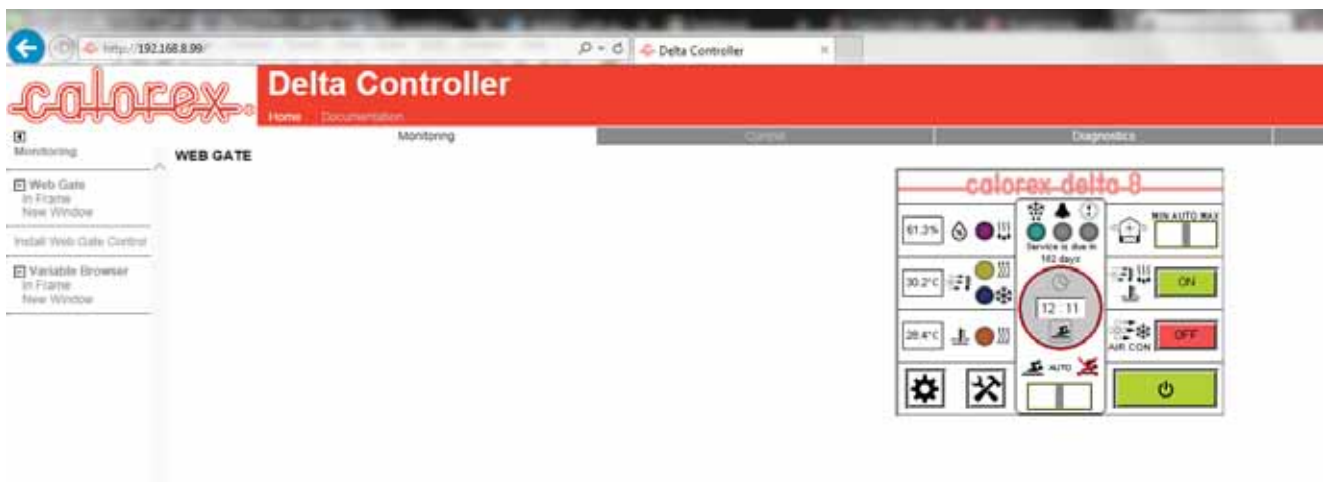 http://192.168.8.99/
Delta Controller
calorex
Delta Controller
Home Documentation
Monitoring Control Diagnostics
Monitoring
WEB GATE
Web Gate
In Frame
New Window
Install Web Gate Control
Variable Browser
In Frame
New Window
calorex delta 8
61.3%
MIN AUTO MAX
Service is due in
162 days
30.2°C
ON
12 : 11
28.4°C
AIR CON
OFF
AUTO